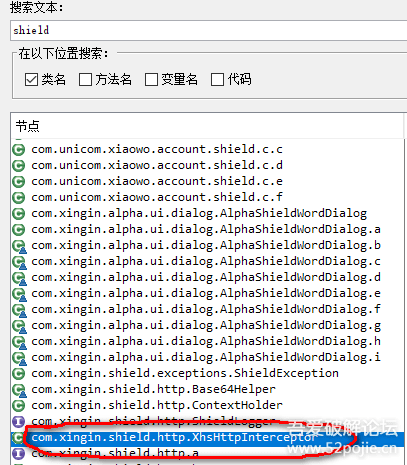 搜索文本:
shield
在以下位置搜索:
类名 方法名 变量名 代码
节点
com.unicom.xiaowo.account.shield.c.c
com.unicom.xiaowo.account.shield.c.d
com.unicom.xiaowo.account.shield.c.e
com.unicom.xiaowo.account.shield.c.f
com.xingin.alpha.ui.dialog.AlphaShieldWordDialog
com.xingin.alpha.ui.dialog.AlphaShieldWordDialog.a
com.xingin.alpha.ui.dialog.AlphaShieldWordDialog.b
com.xingin.alpha.ui.dialog.AlphaShieldWordDialog.c
com.xingin.alpha.ui.dialog.AlphaShieldWordDialog.d
com.xingin.alpha.ui.dialog.AlphaShieldWordDialog.e
com.xingin.alpha.ui.dialog.AlphaShieldWordDialog.f
com.xingin.alpha.ui.dialog.AlphaShieldWordDialog.g
com.xingin.alpha.ui.dialog.AlphaShieldWordDialog.h
com.xingin.alpha.ui.dialog.AlphaShieldWordDialog.i
com.xingin.shield.exceptions.ShieldException
com.xingin.shield.http.Base64Helper
com.xingin.shield.http.ContextHolder
com.xingin.shield.http.ShieldLogger
com.xingin.shield.http.XhsHttpInterceptor
com.xingin.shield.http.a
吾爱破解论坛
www.52pojie.cn